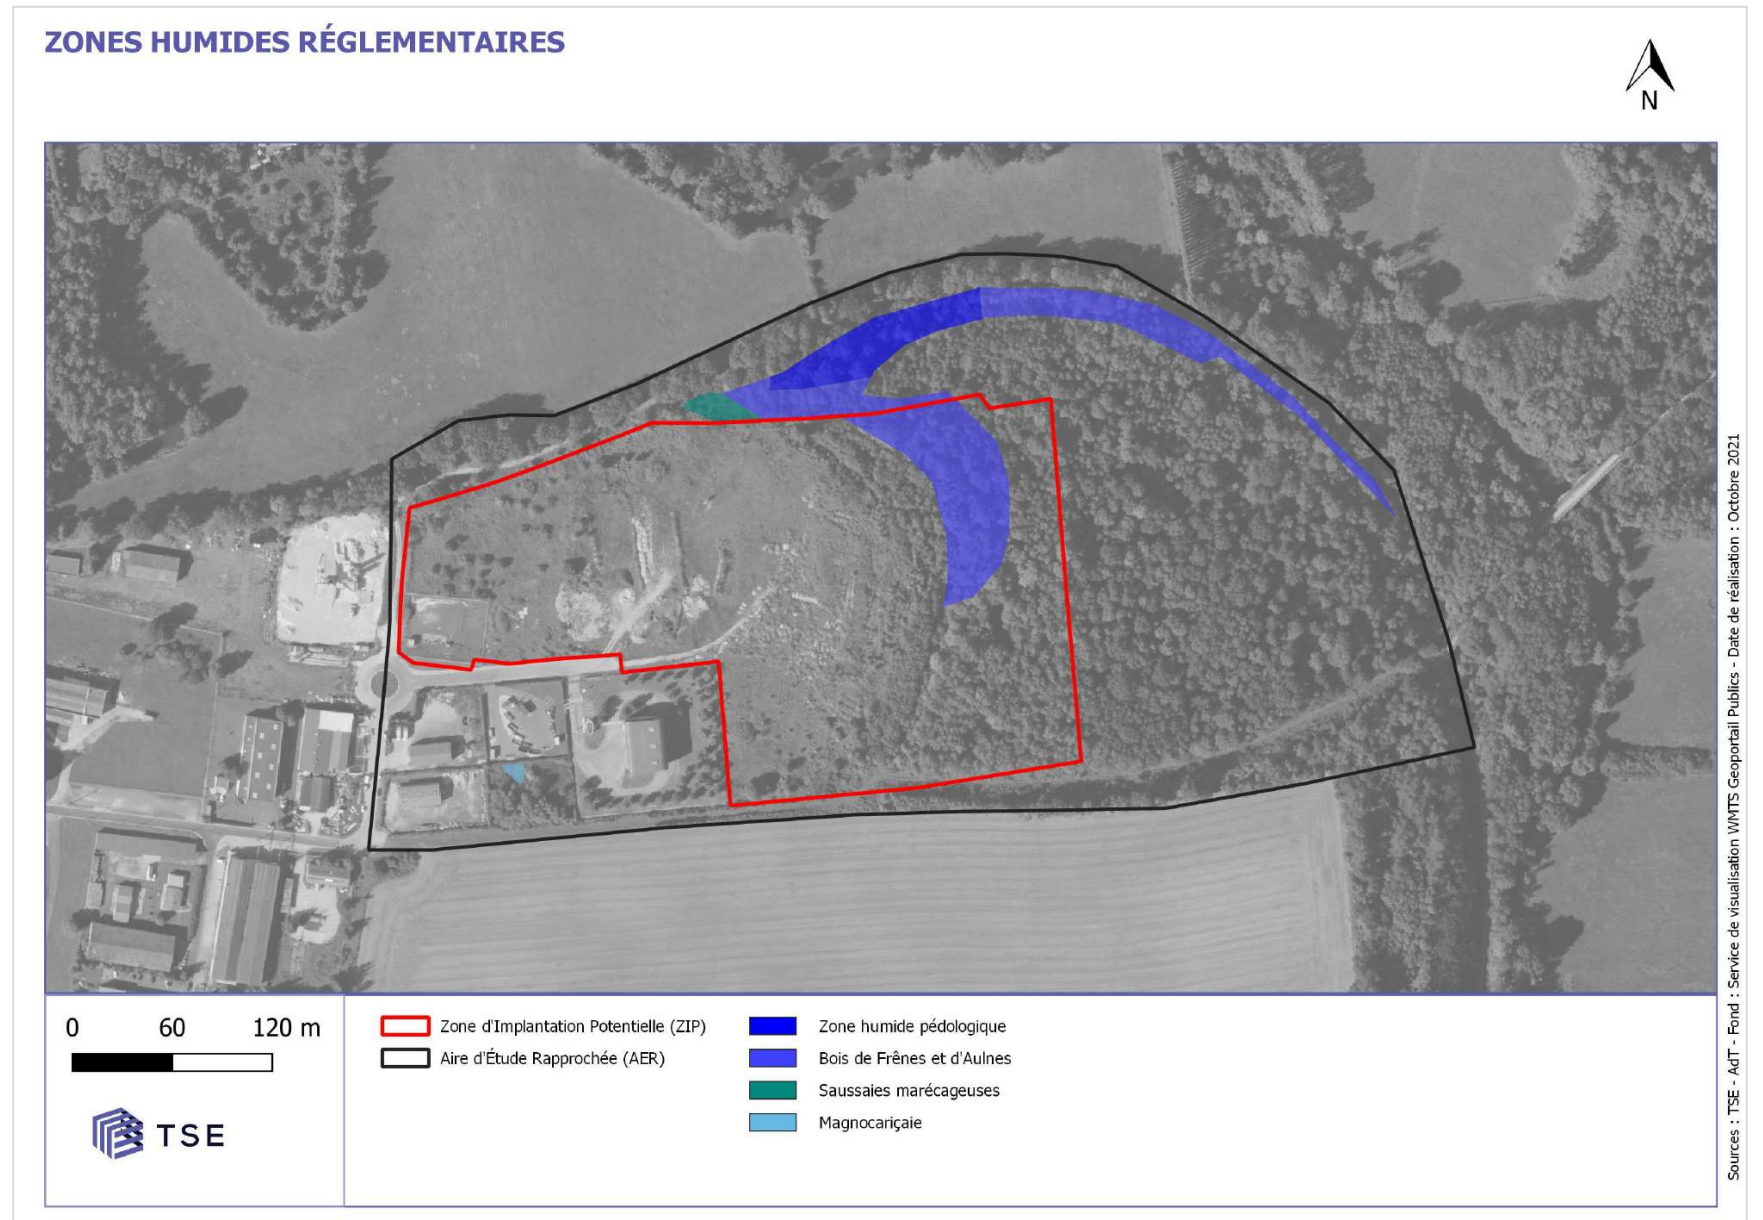 ZONES HUMIDES RÉGLEMENTAIRES
N
0 60 120 m
TSE
Zone d'Implantation Potentielle (ZIP)
Aire d'Étude Rapprochée (AER)
Zone humide pédologique
Bois de Frênes et d'Aulnes
Saussaies marécageuses
Magnocariçaie
Sources : TSE - AdT - Fond : Service de visualisation WMTS Geoportail Publics - Date de réalisation : Octobre 2021